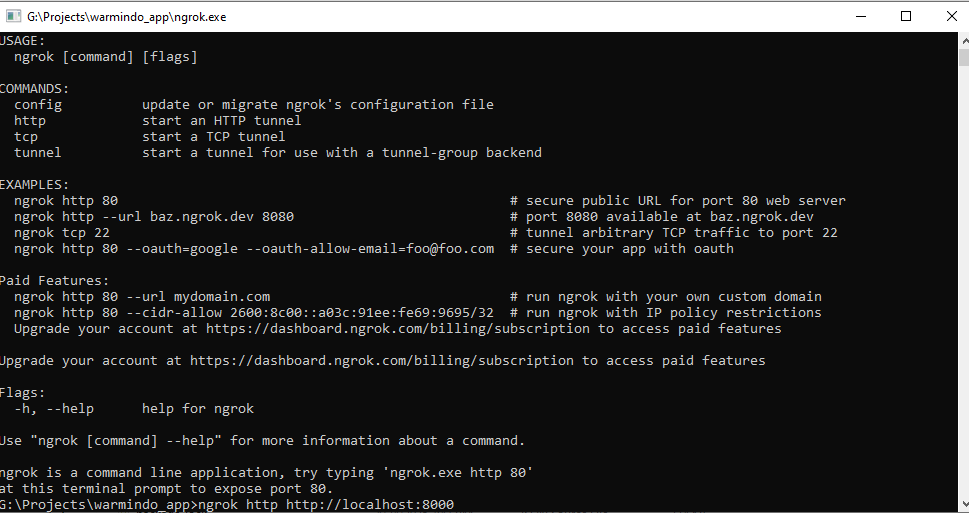 G:\Projects\warmindo_app\ngrok.exe
USAGE:
  ngrok [command] [flags]

COMMANDS:
  config          update or migrate ngrok's configuration file
  http            start an HTTP tunnel
  tcp             start a TCP tunnel
  tunnel          start a tunnel for use with a tunnel-group backend

EXAMPLES:
  ngrok http 80                                                 # secure public URL for port 80 web server
  ngrok http --url baz.ngrok.dev 8080                           # port 8080 available at baz.ngrok.dev
  ngrok tcp 22                                                  # tunnel arbitrary TCP traffic to port 22
  ngrok http 80 --oauth=google --oauth-allow-email=foo@foo.com  # secure your app with oauth

Paid Features:
  ngrok http 80 --url mydomain.com                              # run ngrok with your own custom domain
  ngrok http 80 --cidr-allow 2600:8c00::a03c:91ee:fe69:9695/32  # run ngrok with IP policy restrictions
  Upgrade your account at https://dashboard.ngrok.com/billing/subscription to access paid features

Upgrade your account at https://dashboard.ngrok.com/billing/subscription to access paid features

Flags:
  -h, --help      help for ngrok

Use "ngrok [command] --help" for more information about a command.

ngrok is a command line application, try typing 'ngrok.exe http 80'
at this terminal prompt to expose port 80.
G:\Projects\warmindo_app>ngrok http http://localhost:8000